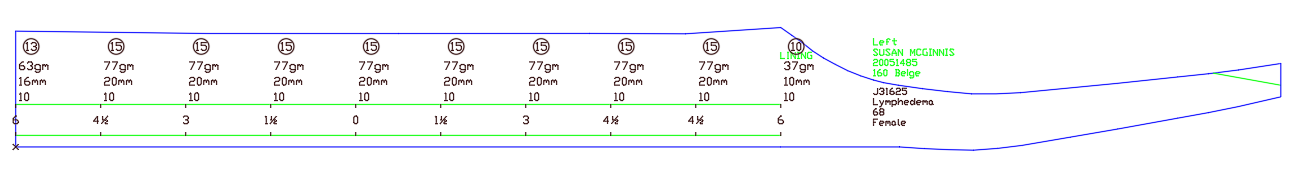 13 15 15 15 15 15 15 15 15 10
63gm 77gm 77gm 77gm 77gm 77gm 77gm 77gm 77gm 37gm
16mm 20mm 20mm 20mm 20mm 20mm 20mm 20mm 20mm 10mm
10 10 10 10 10 10 10 10 10 10
6 4½ 3 1½ 0 1½ 3 4½ 4½ 6
LINING
Left
SUSAN MCGINNIS
20051485
160 Beige
J31625
Lymphedema
68
Female